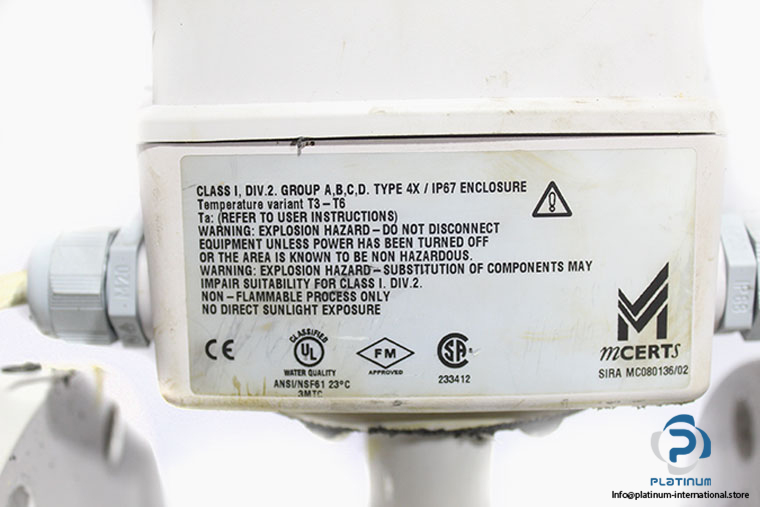 CLASS I, DIV.2. GROUP A,B,C,D. TYPE 4X / IP67 ENCLOSURE
Temperature variant T3 – T6
Ta: (REFER TO USER INSTRUCTIONS)
WARNING: EXPLOSION HAZARD – DO NOT DISCONNECT
EQUIPMENT UNLESS POWER HAS BEEN TURNED OFF
OR THE AREA IS KNOWN TO BE NON HAZARDOUS.
WARNING: EXPLOSION HAZARD – SUBSTITUTION OF COMPONENTS MAY
IMPAIR SUITABILITY FOR CLASS I. DIV.2.
NON – FLAMMABLE PROCESS ONLY
NO DIRECT SUNLIGHT EXPOSURE
M20
CE
CLASSIFIED
UL
WATER QUALITY
ANSI/NSF61 23°C
3MTC
FM
APPROVED
SA
233412
mCERTs
SIRA MC080136/02
IP68
PLATINUM
Info@platinum-international.store